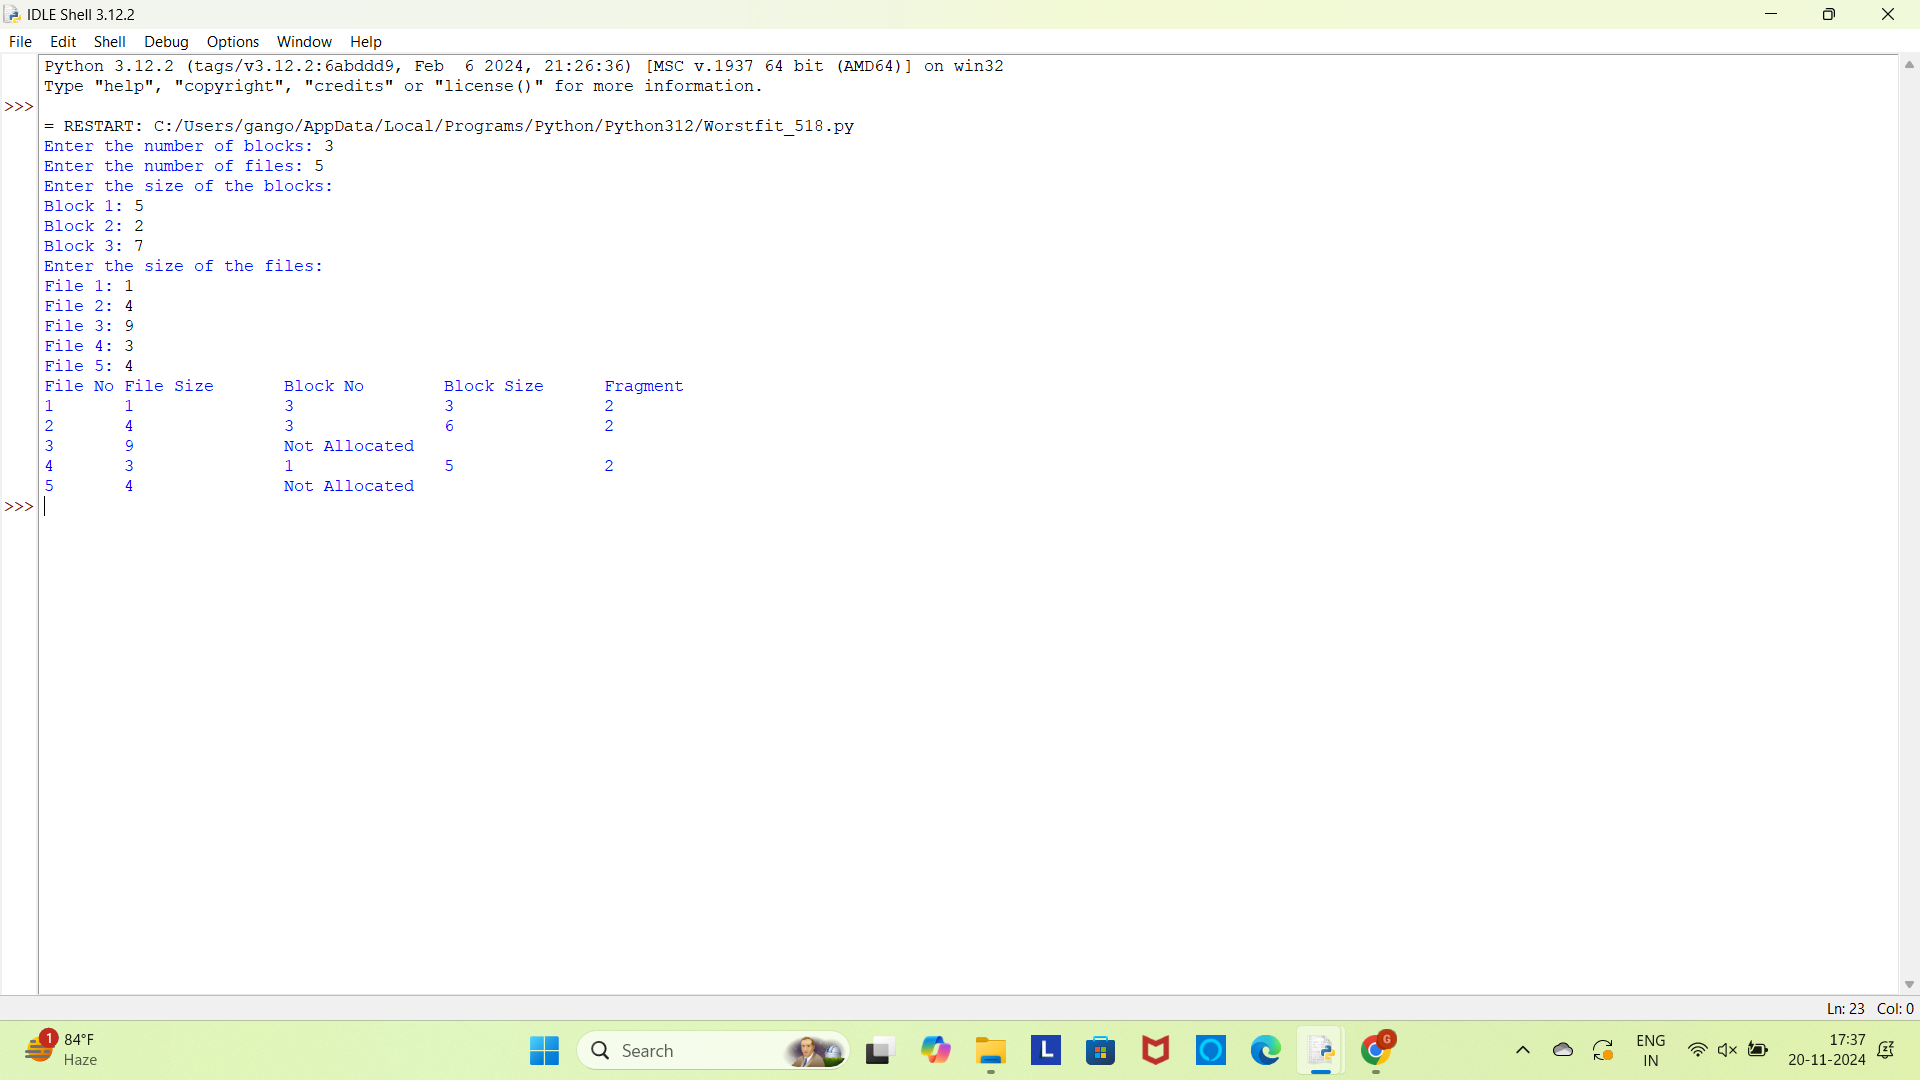 IDLE Shell 3.12.2
File Edit Shell Debug Options Window Help
Python 3.12.2 (tags/v3.12.2:6abddd9, Feb  6 2024, 21:26:36) [MSC v.1937 64 bit (AMD64)] on win32
Type "help", "copyright", "credits" or "license()" for more information.
>>>
= RESTART: C:/Users/gango/AppData/Local/Programs/Python/Python312/Worstfit_518.py
Enter the number of blocks: 3
Enter the number of files: 5
Enter the size of the blocks:
Block 1: 5
Block 2: 2
Block 3: 7
Enter the size of the files:
File 1: 1
File 2: 4
File 3: 9
File 4: 3
File 5: 4
File No File Size       Block No        Block Size      Fragment
1       1               3               3               2
2       4               3               6               2
3       9               Not Allocated
4       3               1               5               2
5       4               Not Allocated
>>>
Ln: 23 Col: 0
1 84°F
Haze
Search
L
G
ENG
IN
17:37
20-11-2024